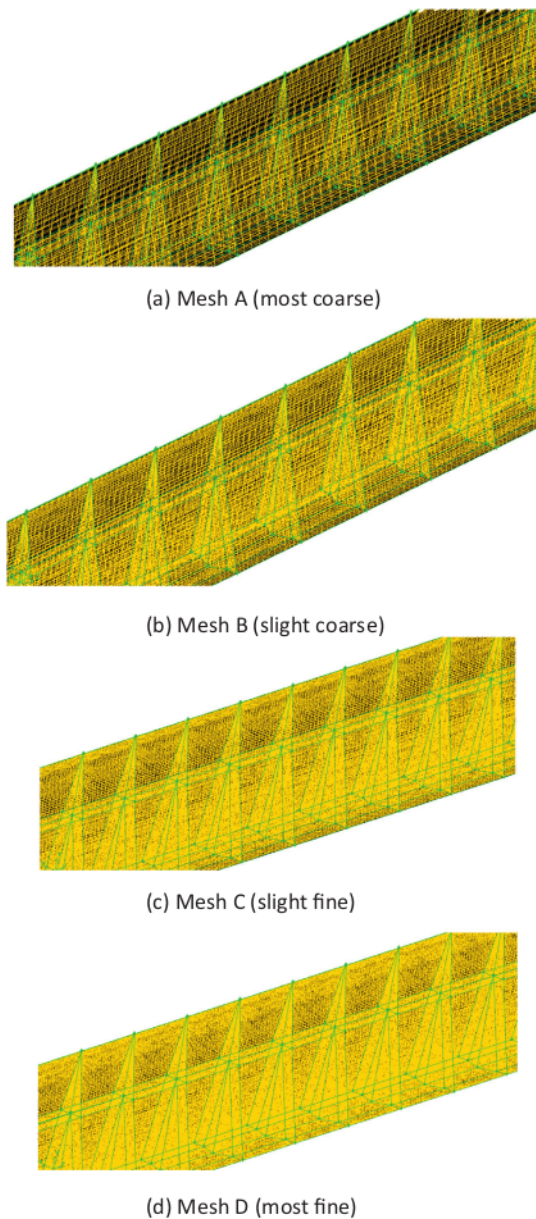 (a) Mesh A (most coarse)
(b) Mesh B (slight coarse)
(c) Mesh C (slight fine)
(d) Mesh D (most fine)